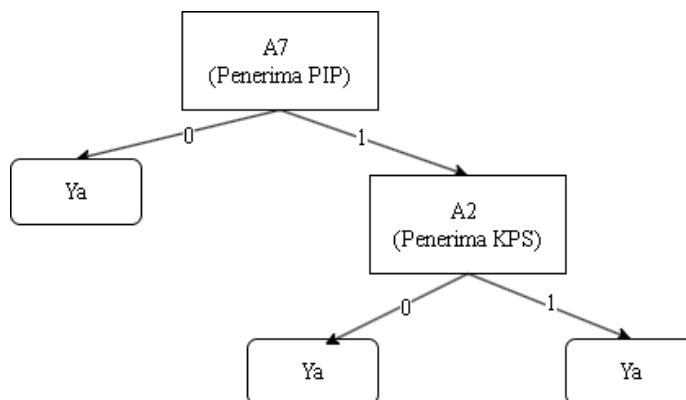 A7
(Penerima PIP)
0
1
Ya
A2
(Penerima KPS)
0
1
Ya
Ya